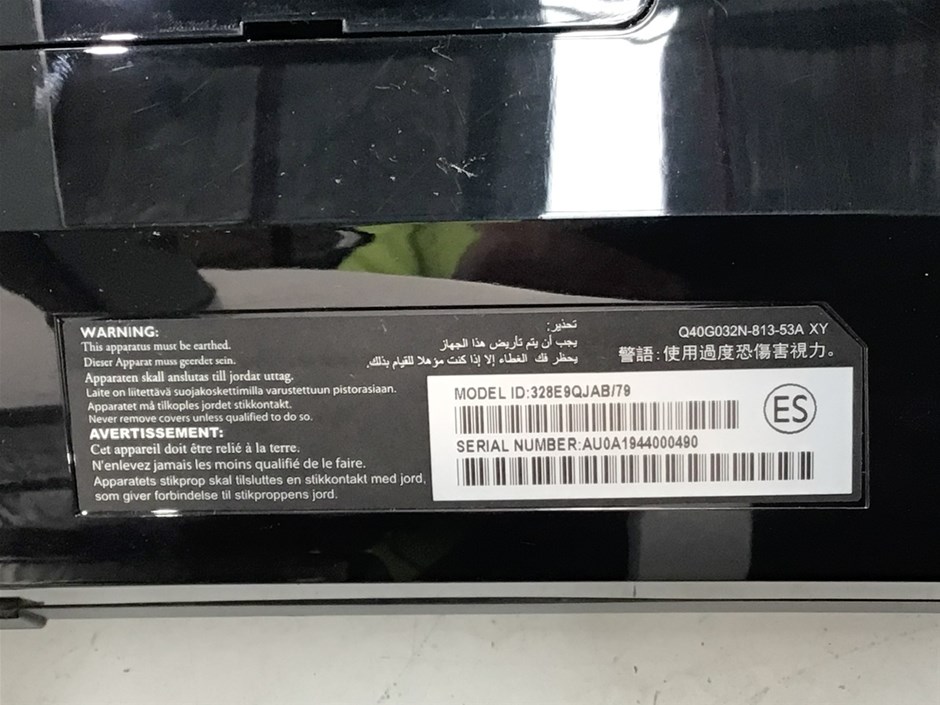 WARNING:
This apparatus must be earthed.
Dieser Apparat muss geerdet sein.
Apparaten skall anslutas till jordat uttag.
Laite on liitettävä suojakoskettimilla varustettuun pistorasiaan.
Apparatet må tilkoples jordet stikkontakt.
Never remove covers unless qualified to do so.
AVERTISSEMENT:
Cet appareil doit être relié à la terre.
N'enlevez jamais les moins qualifié de le faire.
Apparatets stikprop skal tilsluttes en stikkontakt med jord,
som giver forbindelse til stikproppens jord.
تحذير:
يجب أن يتم تأريض هذا الجهاز
يحظر فك الغطاء إلا إذا كنت مؤهلا للقيام بذلك.
Q40G032N-813-53A XY
警語:使用過度恐傷害視力。
MODEL ID:328E9QJAB/79
SERIAL NUMBER:AU0A1944000490
ES